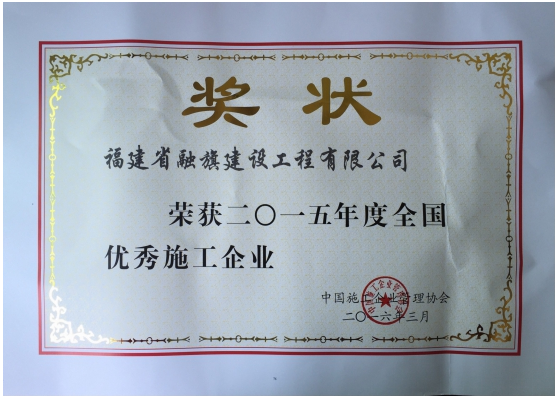 奖状
福建省融旗建设工程有限公司
荣获二〇一五年度全国
优秀施工企业
中国施工企业管理协会
二〇一六年三月